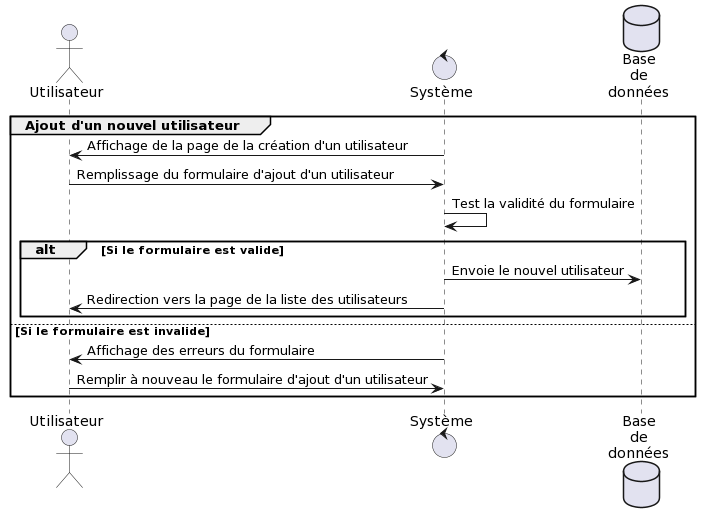 Utilisateur
Système
Base
de
données
Ajout d'un nouvel utilisateur
Affichage de la page de la création d'un utilisateur
Remplissage du formulaire d'ajout d'un utilisateur
Test la validité du formulaire
alt [Si le formulaire est valide]
Envoie le nouvel utilisateur
Redirection vers la page de la liste des utilisateurs
[Si le formulaire est invalide]
Affichage des erreurs du formulaire
Remplir à nouveau le formulaire d'ajout d'un utilisateur
Utilisateur
Système
Base
de
données